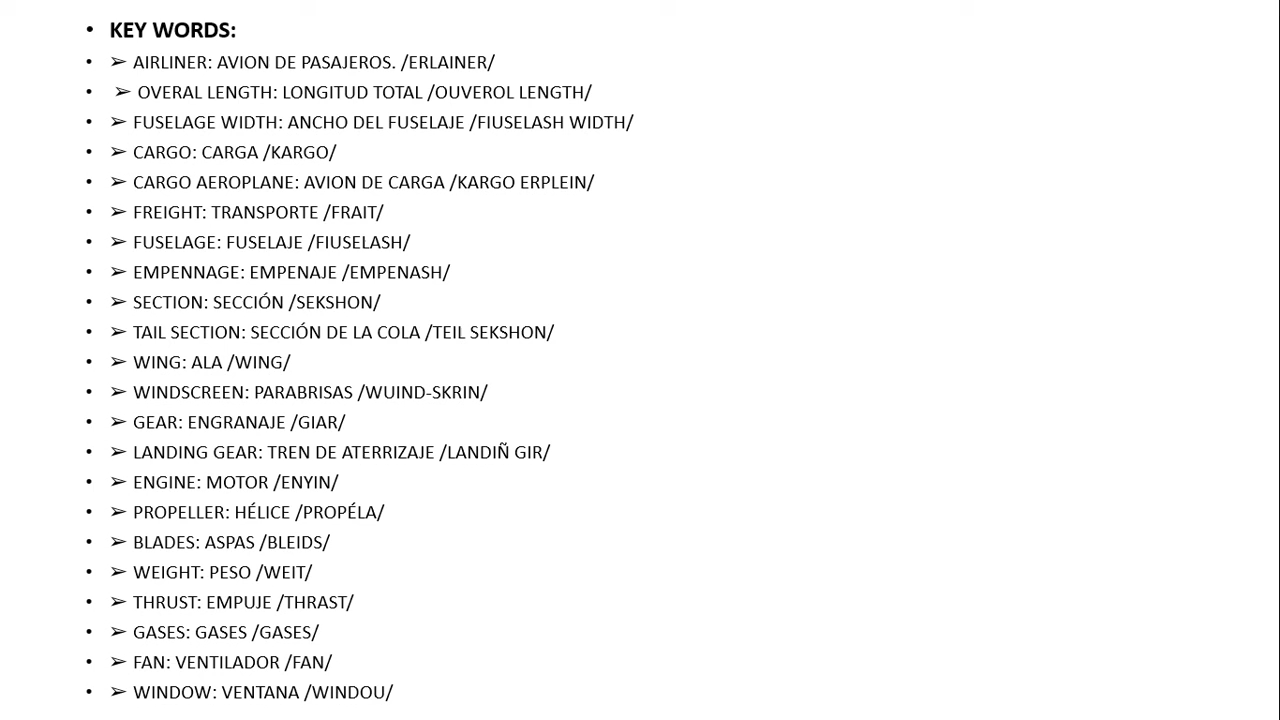 • KEY WORDS:
• ➢ AIRLINER: AVION DE PASAJEROS. /ERLAINER/
• ➢ OVERAL LENGTH: LONGITUD TOTAL /OUVEROL LENGTH/
• ➢ FUSELAGE WIDTH: ANCHO DEL FUSELAJE /FIUSELASH WIDTH/
• ➢ CARGO: CARGA /KARGO/
• ➢ CARGO AEROPLANE: AVION DE CARGA /KARGO ERPLEIN/
• ➢ FREIGHT: TRANSPORTE /FRAIT/
• ➢ FUSELAGE: FUSELAJE /FIUSELASH/
• ➢ EMPENNAGE: EMPENAJE /EMPENASH/
• ➢ SECTION: SECCIÓN /SEKSHON/
• ➢ TAIL SECTION: SECCIÓN DE LA COLA /TEIL SEKSHON/
• ➢ WING: ALA /WING/
• ➢ WINDSCREEN: PARABRISAS /WUIND-SKRIN/
• ➢ GEAR: ENGRANAJE /GIAR/
• ➢ LANDING GEAR: TREN DE ATERRIZAJE /LANDIÑ GIR/
• ➢ ENGINE: MOTOR /ENYIN/
• ➢ PROPELLER: HÉLICE /PROPÉLA/
• ➢ BLADES: ASPAS /BLEIDS/
• ➢ WEIGHT: PESO /WEIT/
• ➢ THRUST: EMPUJE /THRAST/
• ➢ GASES: GASES /GASES/
• ➢ FAN: VENTILADOR /FAN/
• ➢ WINDOW: VENTANA /WINDOU/